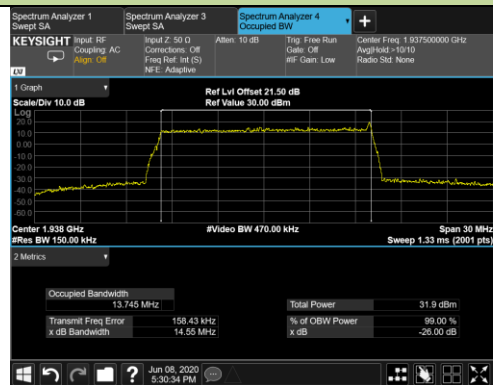 Spectrum Analyzer 1
Swept SA
Spectrum Analyzer 3
Swept SA
Spectrum Analyzer 4
Occupied BW
KEYSIGHT
Input: RF
Coupling: AC
Align: Off
Input Z: 50 Ω
Corrections: Off
Freq Ref: Int (S)
NFE: Adaptive
Atten: 10 dB
Trig: Free Run
Gate: Off
#IF Gain: Low
Center Freq: 1.937500000 GHz
Avg|Hold:>10/10
Radio Std: None
LXI
1 Graph
Scale/Div 10.0 dB
Ref Lvl Offset 21.50 dB
Ref Value 30.00 dBm
Log
20.0
10.0
0.00
-10.0
-20.0
-30.0
-40.0
-50.0
-60.0
Center 1.938 GHz
#Res BW 150.00 kHz
#Video BW 470.00 kHz
Span 30 MHz
Sweep 1.33 ms (2001 pts)
2 Metrics
Occupied Bandwidth
13.745 MHz
Total Power 31.9 dBm
Transmit Freq Error 158.43 kHz
% of OBW Power 99.00 %
x dB Bandwidth 14.55 MHz
x dB -26.00 dB
?
Jun 08, 2020
5:30:34 PM